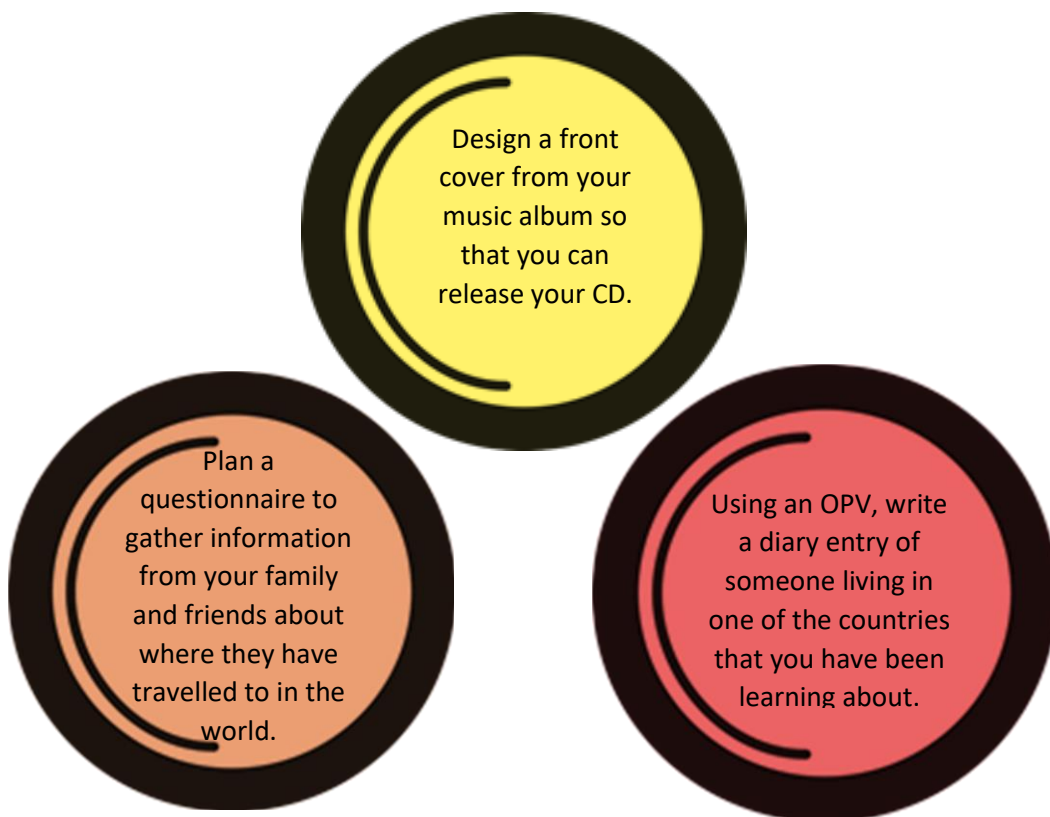 Design a front
cover from your
music album so
that you can
release your CD.
Plan a
questionnaire to
gather information
from your family
and friends about
where they have
travelled to in the
world.
Using an OPV, write
a diary entry of
someone living in
one of the countries
that you have been
learning about.